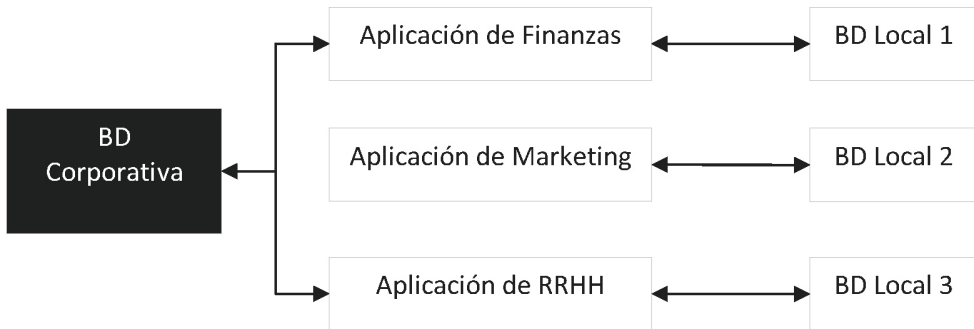 Aplicación de Finanzas
BD Local 1
BD
Corporativa
Aplicación de Marketing
BD Local 2
Aplicación de RRHH
BD Local 3